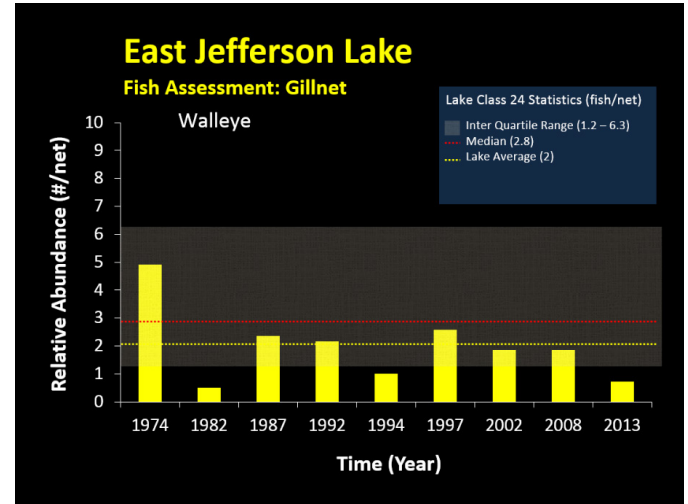 East Jefferson Lake
Fish Assessment: Gillnet
Lake Class 24 Statistics (fish/net)
Inter Quartile Range (1.2 – 6.3)
Median (2.8)
Lake Average (2)
Walleye
Relative Abundance (#/net)
10
9
8
7
6
5
4
3
2
1
0
1974 1982 1987 1992 1994 1997 2002 2008 2013
Time (Year)